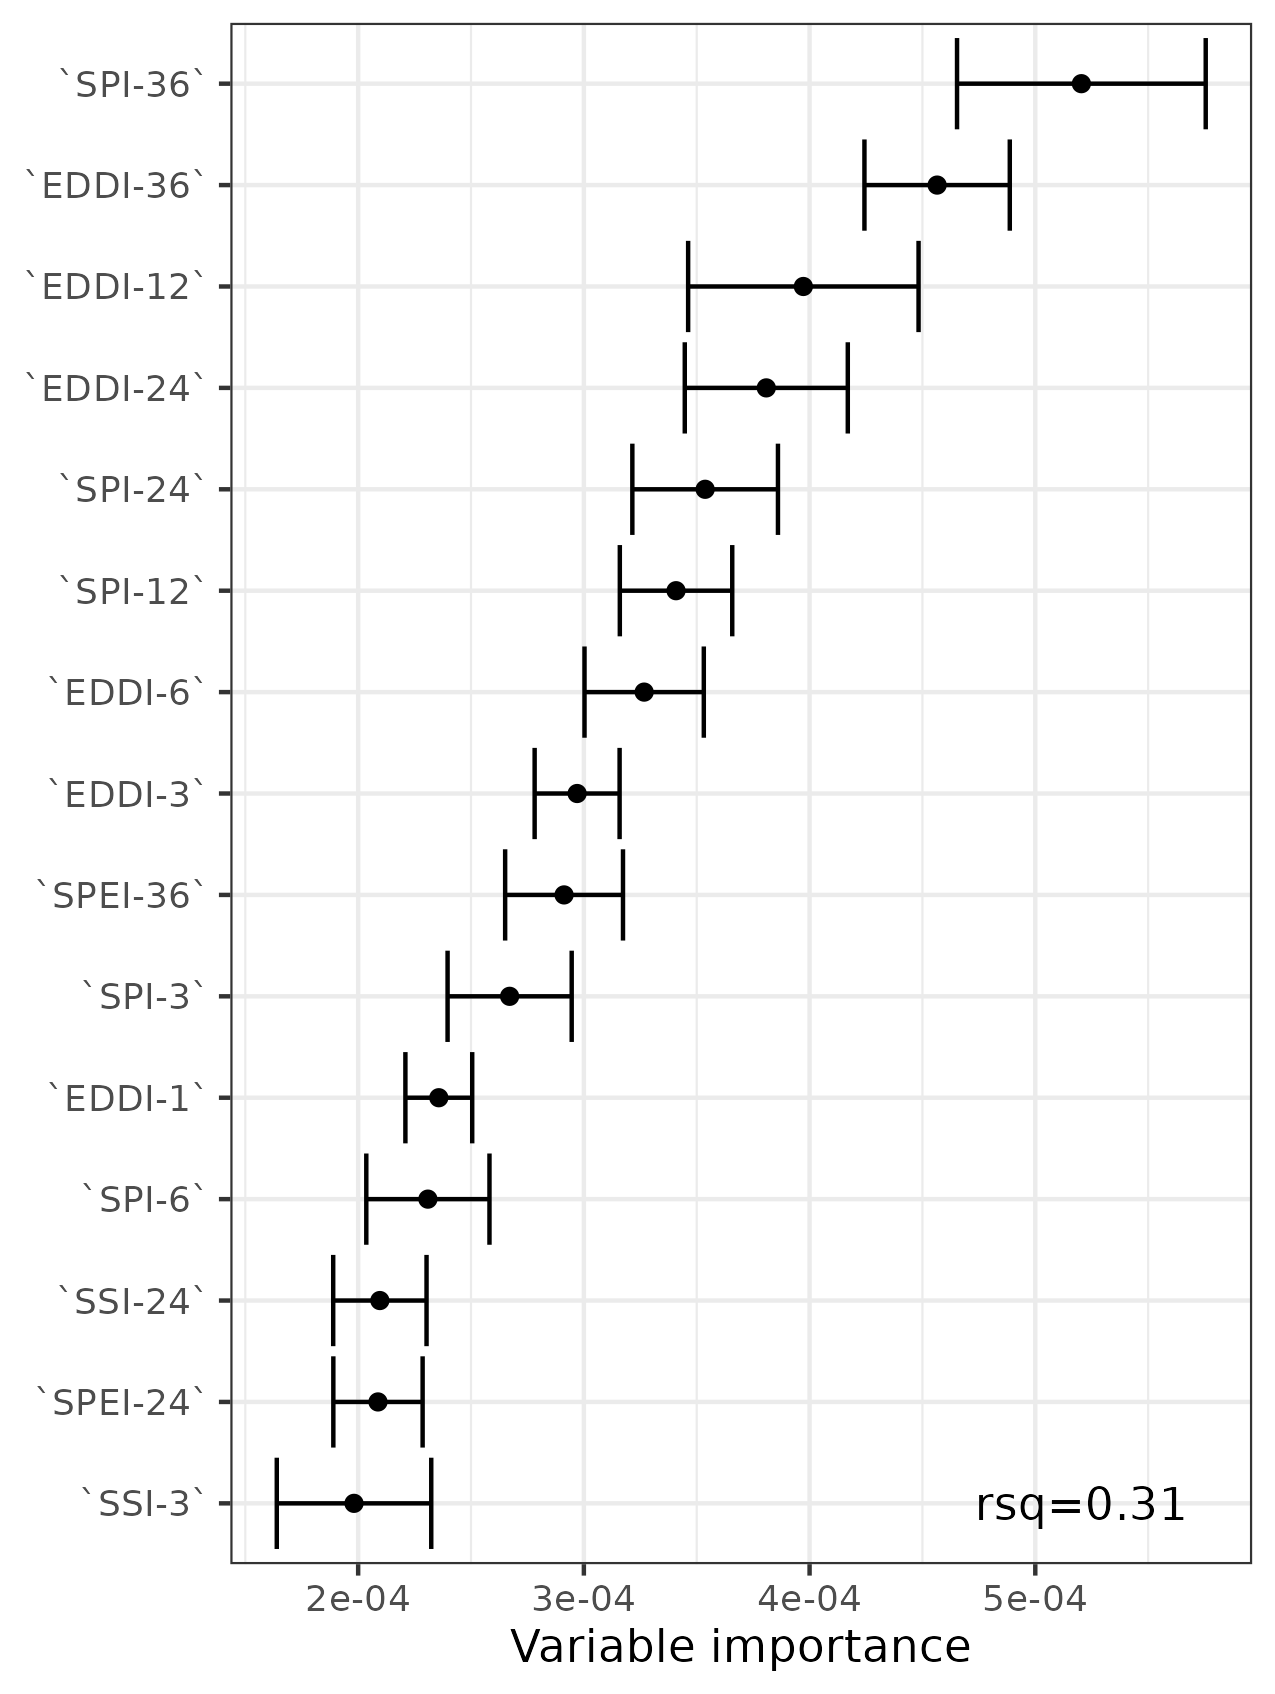 `SPI-36`
`EDDI-36`
`EDDI-12`
`EDDI-24`
`SPI-24`
`SPI-12`
`EDDI-6`
`EDDI-3`
`SPEI-36`
`SPI-3`
`EDDI-1`
`SPI-6`
`SSI-24`
`SPEI-24`
`SSI-3`
rsq=0.31
2e-04 3e-04 4e-04 5e-04
Variable importance